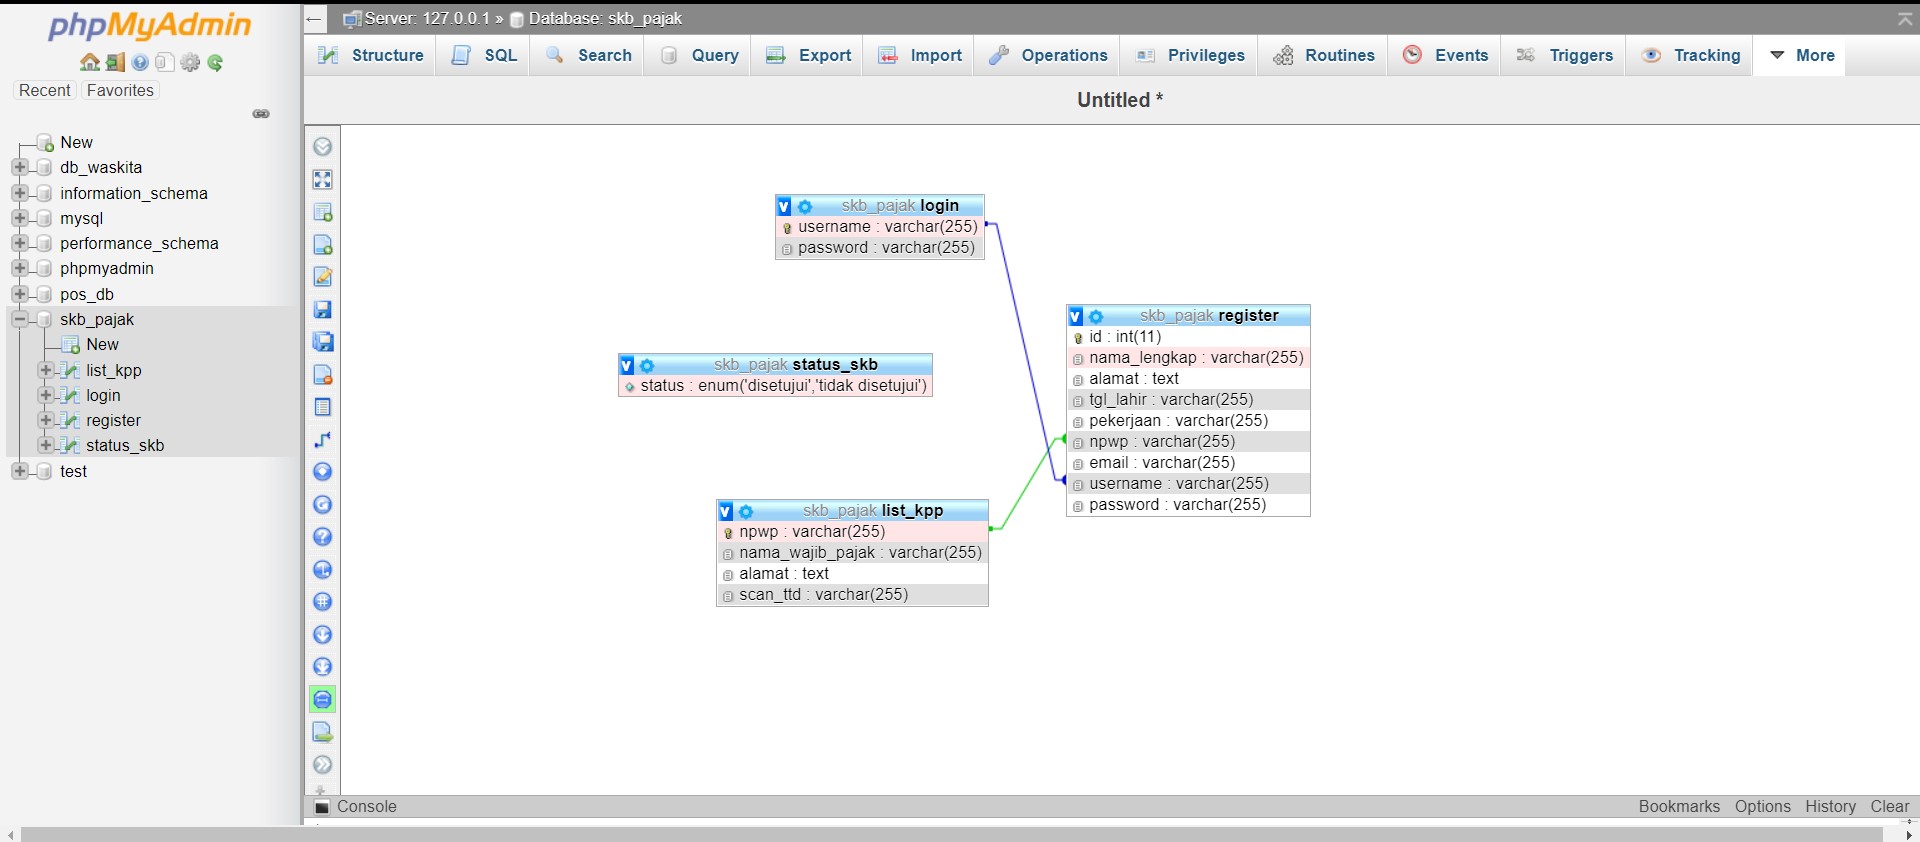 phpMyAdmin
Recent Favorites
New
db_waskita
information_schema
mysql
performance_schema
phpmyadmin
pos_db
skb_pajak
New
list_kpp
login
register
status_skb
test
Server: 127.0.0.1 » Database: skb_pajak
Structure SQL Search Query Export Import Operations Privileges Routines Events Triggers Tracking More
Untitled *
skb_pajak login
username : varchar(255)
password : varchar(255)
skb_pajak register
id : int(11)
nama_lengkap : varchar(255)
alamat : text
tgl_lahir : varchar(255)
pekerjaan : varchar(255)
npwp : varchar(255)
email : varchar(255)
username : varchar(255)
password : varchar(255)
skb_pajak status_skb
status : enum('disetujui','tidak disetujui')
skb_pajak list_kpp
npwp : varchar(255)
nama_wajib_pajak : varchar(255)
alamat : text
scan_ttd : varchar(255)
Console Bookmarks Options History Clear